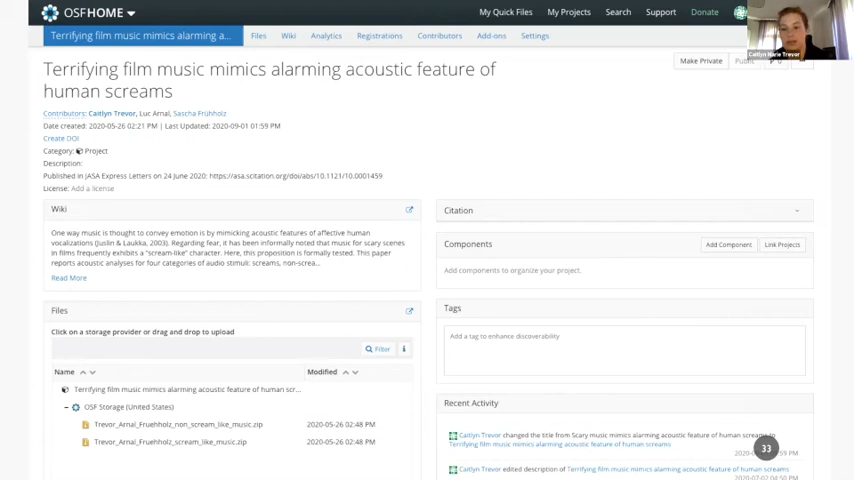 OSFHOME
My Quick Files My Projects Search Support Donate
Terrifying film music mimics alarming a... Files Wiki Analytics Registrations Contributors Add-ons Settings
Caitlyn Marie Trevor
Terrifying film music mimics alarming acoustic feature of
human screams
Make Private Public 0
Contributors: Caitlyn Trevor, Luc Arnal, Sascha Frühholz
Date created: 2020-05-26 02:21 PM | Last Updated: 2020-09-01 01:59 PM
Create DOI
Category: Project
Description:
Published in JASA Express Letters on 24 June 2020: https://asa.scitation.org/doi/abs/10.1121/10.0001459
License: Add a license
Wiki
One way music is thought to convey emotion is by mimicking acoustic features of affective human
vocalizations (Juslin & Laukka, 2003). Regarding fear, it has been informally noted that music for scary scenes
in films frequently exhibits a "scream-like" character. Here, this proposition is formally tested. This paper
reports acoustic analyses for four categories of audio stimuli: screams, non-screa...
Read More
Files
Click on a storage provider or drag and drop to upload
Filter i
Name Modified
Terrifying film music mimics alarming acoustic feature of human scr...
OSF Storage (United States)
Trevor_Arnal_Fruehholz_non_scream_like_music.zip 2020-05-26 02:48 PM
Trevor_Arnal_Fruehholz_scream_like_music.zip 2020-05-26 02:48 PM
Citation
Components Add Component Link Projects
Add components to organize your project.
Tags
Add a tag to enhance discoverability
Recent Activity
Caitlyn Trevor changed the title from Scary music mimics alarming acoustic feature of human screams to
Terrifying film music mimics alarming acoustic feature of human screams
33
Caitlyn Trevor edited description of Terrifying film music mimics alarming acoustic feature of human screams
2020-07-02 04:50 PM